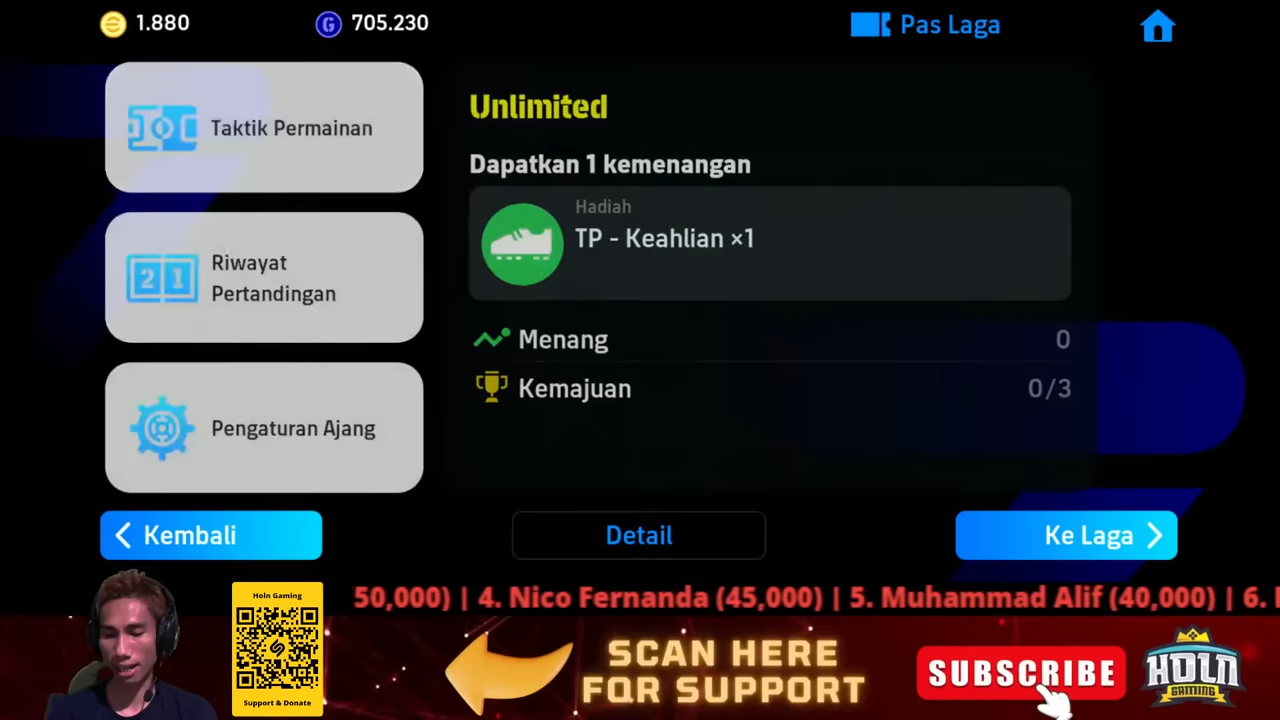 1.880
705.230
Pas Laga
Taktik Permainan
Riwayat
Pertandingan
Pengaturan Ajang
Unlimited
Dapatkan 1 kemenangan
Hadiah
TP - Keahlian ×1
Menang 0
Kemajuan 0/3
Kembali
Detail
Ke Laga
50,000) | 4. Nico Fernanda (45,000) | 5. Muhammad Alif (40,000) | 6.
Holn Gaming
Support & Donate
SCAN HERE
FOR SUPPORT
SUBSCRIBE
HOLN
GAMING